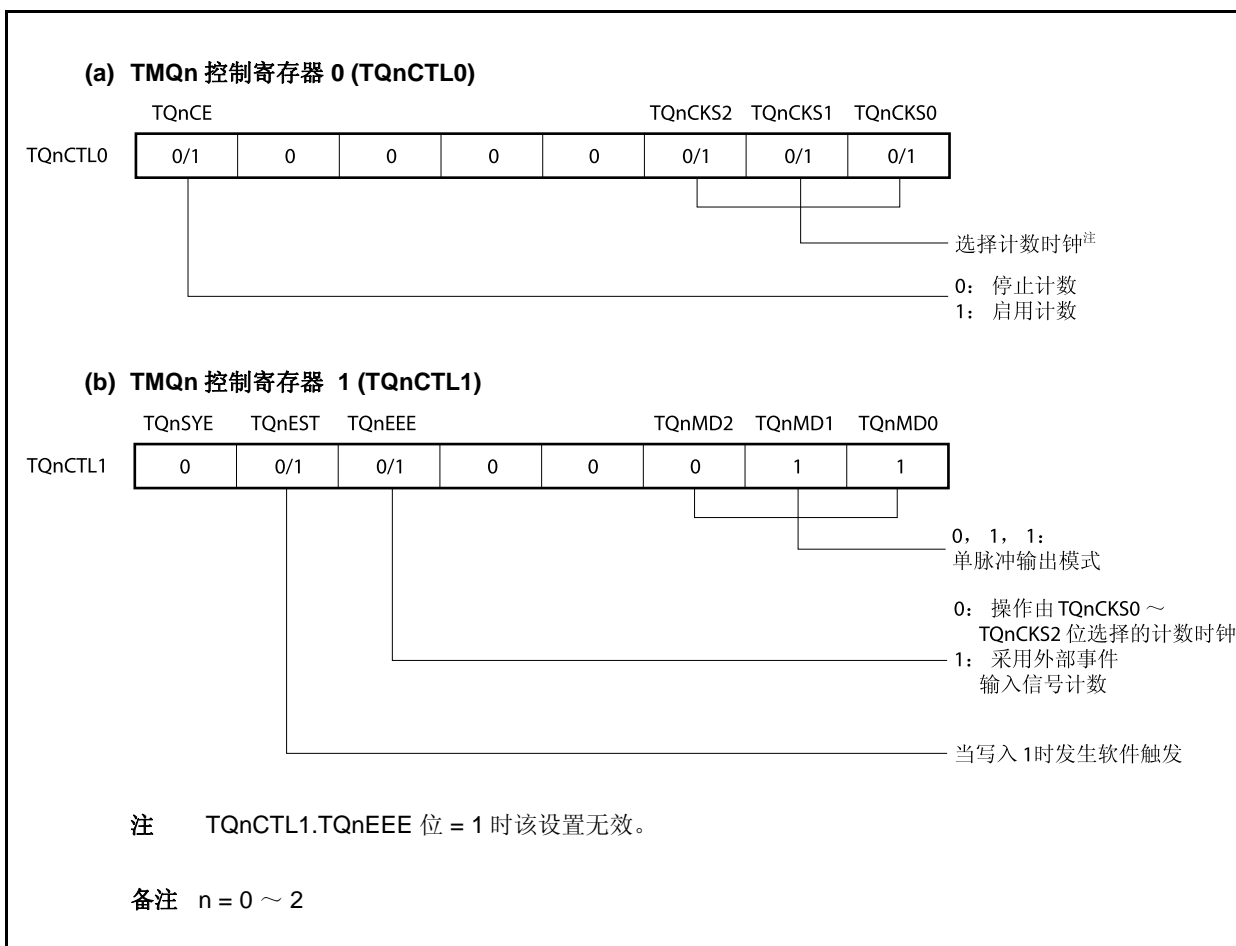 (a) TMQn 控制寄存器 0 (TQnCTL0)
TQnCE TQnCKS2 TQnCKS1 TQnCKS0
TQnCTL0 0/1 0 0 0 0 0/1 0/1 0/1
选择计数时钟注
0： 停止计数
1： 启用计数
(b) TMQn 控制寄存器 1 (TQnCTL1)
TQnSYE TQnEST TQnEEE TQnMD2 TQnMD1 TQnMD0
TQnCTL1 0 0/1 0/1 0 0 0 1 1
0， 1， 1：
单脉冲输出模式
0： 操作由 TQnCKS0 ～
TQnCKS2 位选择的计数时钟
1： 采用外部事件
输入信号计数
当写入 1时发生软件触发
注 TQnCTL1.TQnEEE 位 = 1 时该设置无效。
备注 n = 0 ～ 2